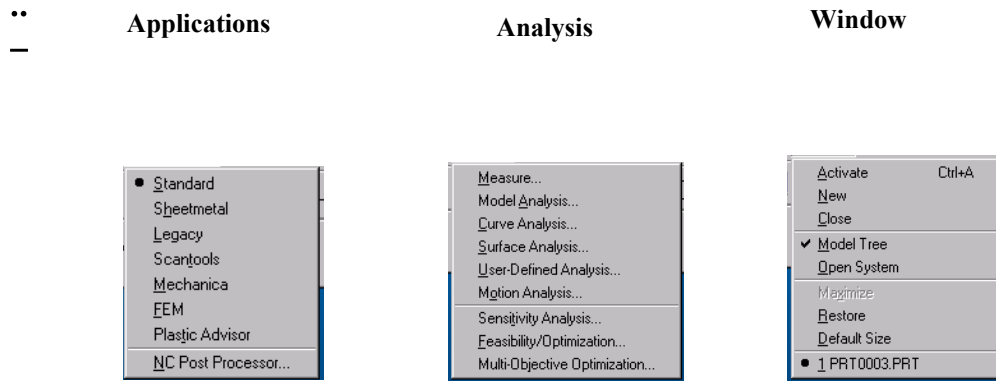 Applications
Analysis
Window
Standard
Sheetmetal
Legacy
Scantools
Mechanica
FEM
Plastic Advisor
NC Post Processor...
Measure...
Model Analysis...
Curve Analysis...
Surface Analysis...
User-Defined Analysis...
Motion Analysis...
Sensitivity Analysis...
Feasibility/Optimization...
Multi-Objective Optimization...
Activate Ctrl+A
New
Close
Model Tree
Open System
Maximize
Restore
Default Size
1 PRT0003.PRT